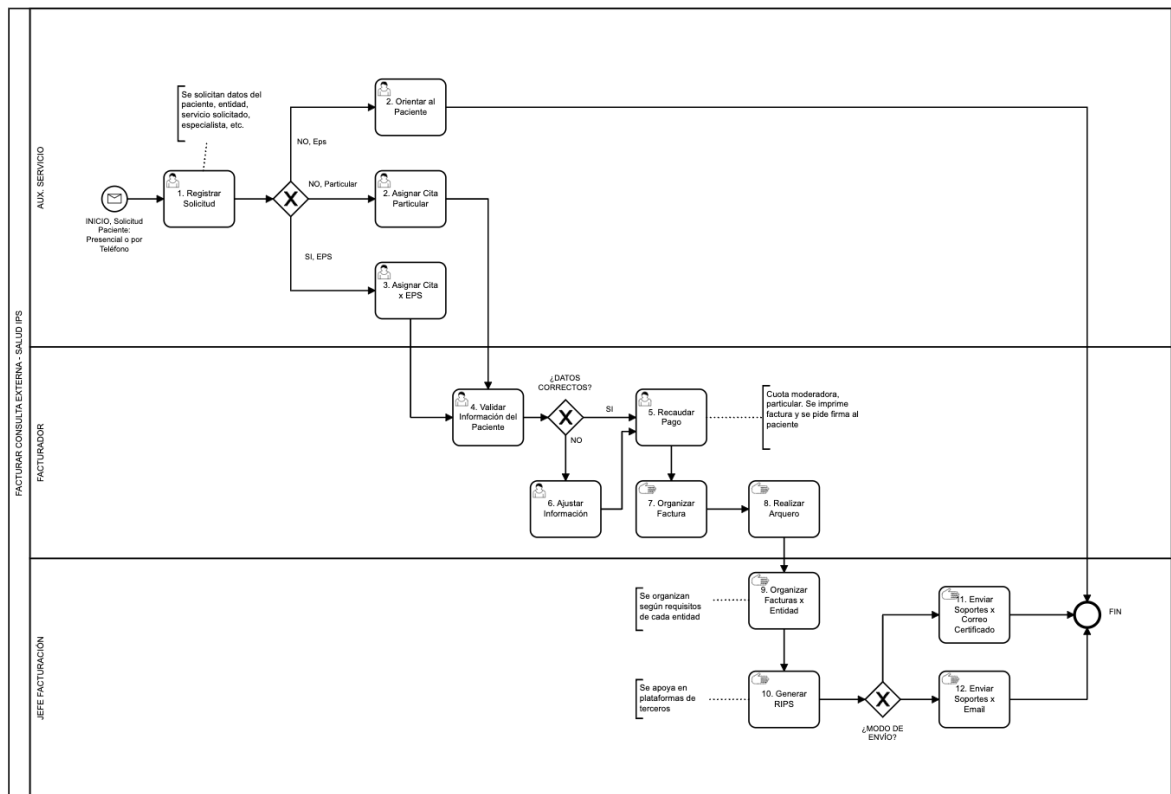 FACTURAR CONSULTA EXTERNA - SALUD IPS
AUX. SERVICIO
Se solicitan datos del
paciente, entidad,
servicio solicitado,
especialista, etc.
INICIO, Solicitud
Paciente:
Presencial o por
Teléfono
1. Registrar
Solicitud
X
NO, Eps
2. Orientar al
Paciente
NO, Particular
2. Asignar Cita
Particular
SI, EPS
3. Asignar Cita
x EPS
FACTURADOR
4. Validar
Información del
Paciente
¿DATOS
CORRECTOS?
X
SI
NO
5. Recaudar
Pago
Cuota moderadora,
particular. Se imprime
factura y se pide firma al
paciente
6. Ajustar
Información
7. Organizar
Factura
8. Realizar
Arquero
JEFE FACTURACIÓN
Se organizan
según requisitos
de cada entidad
9. Organizar
Facturas x
Entidad
Se apoya en
plataformas de
terceros
10. Generar
RIPS
X
¿MODO DE
ENVÍO?
11. Enviar
Soportes x
Correo
Certificado
12. Enviar
Soportes x
Email
FIN